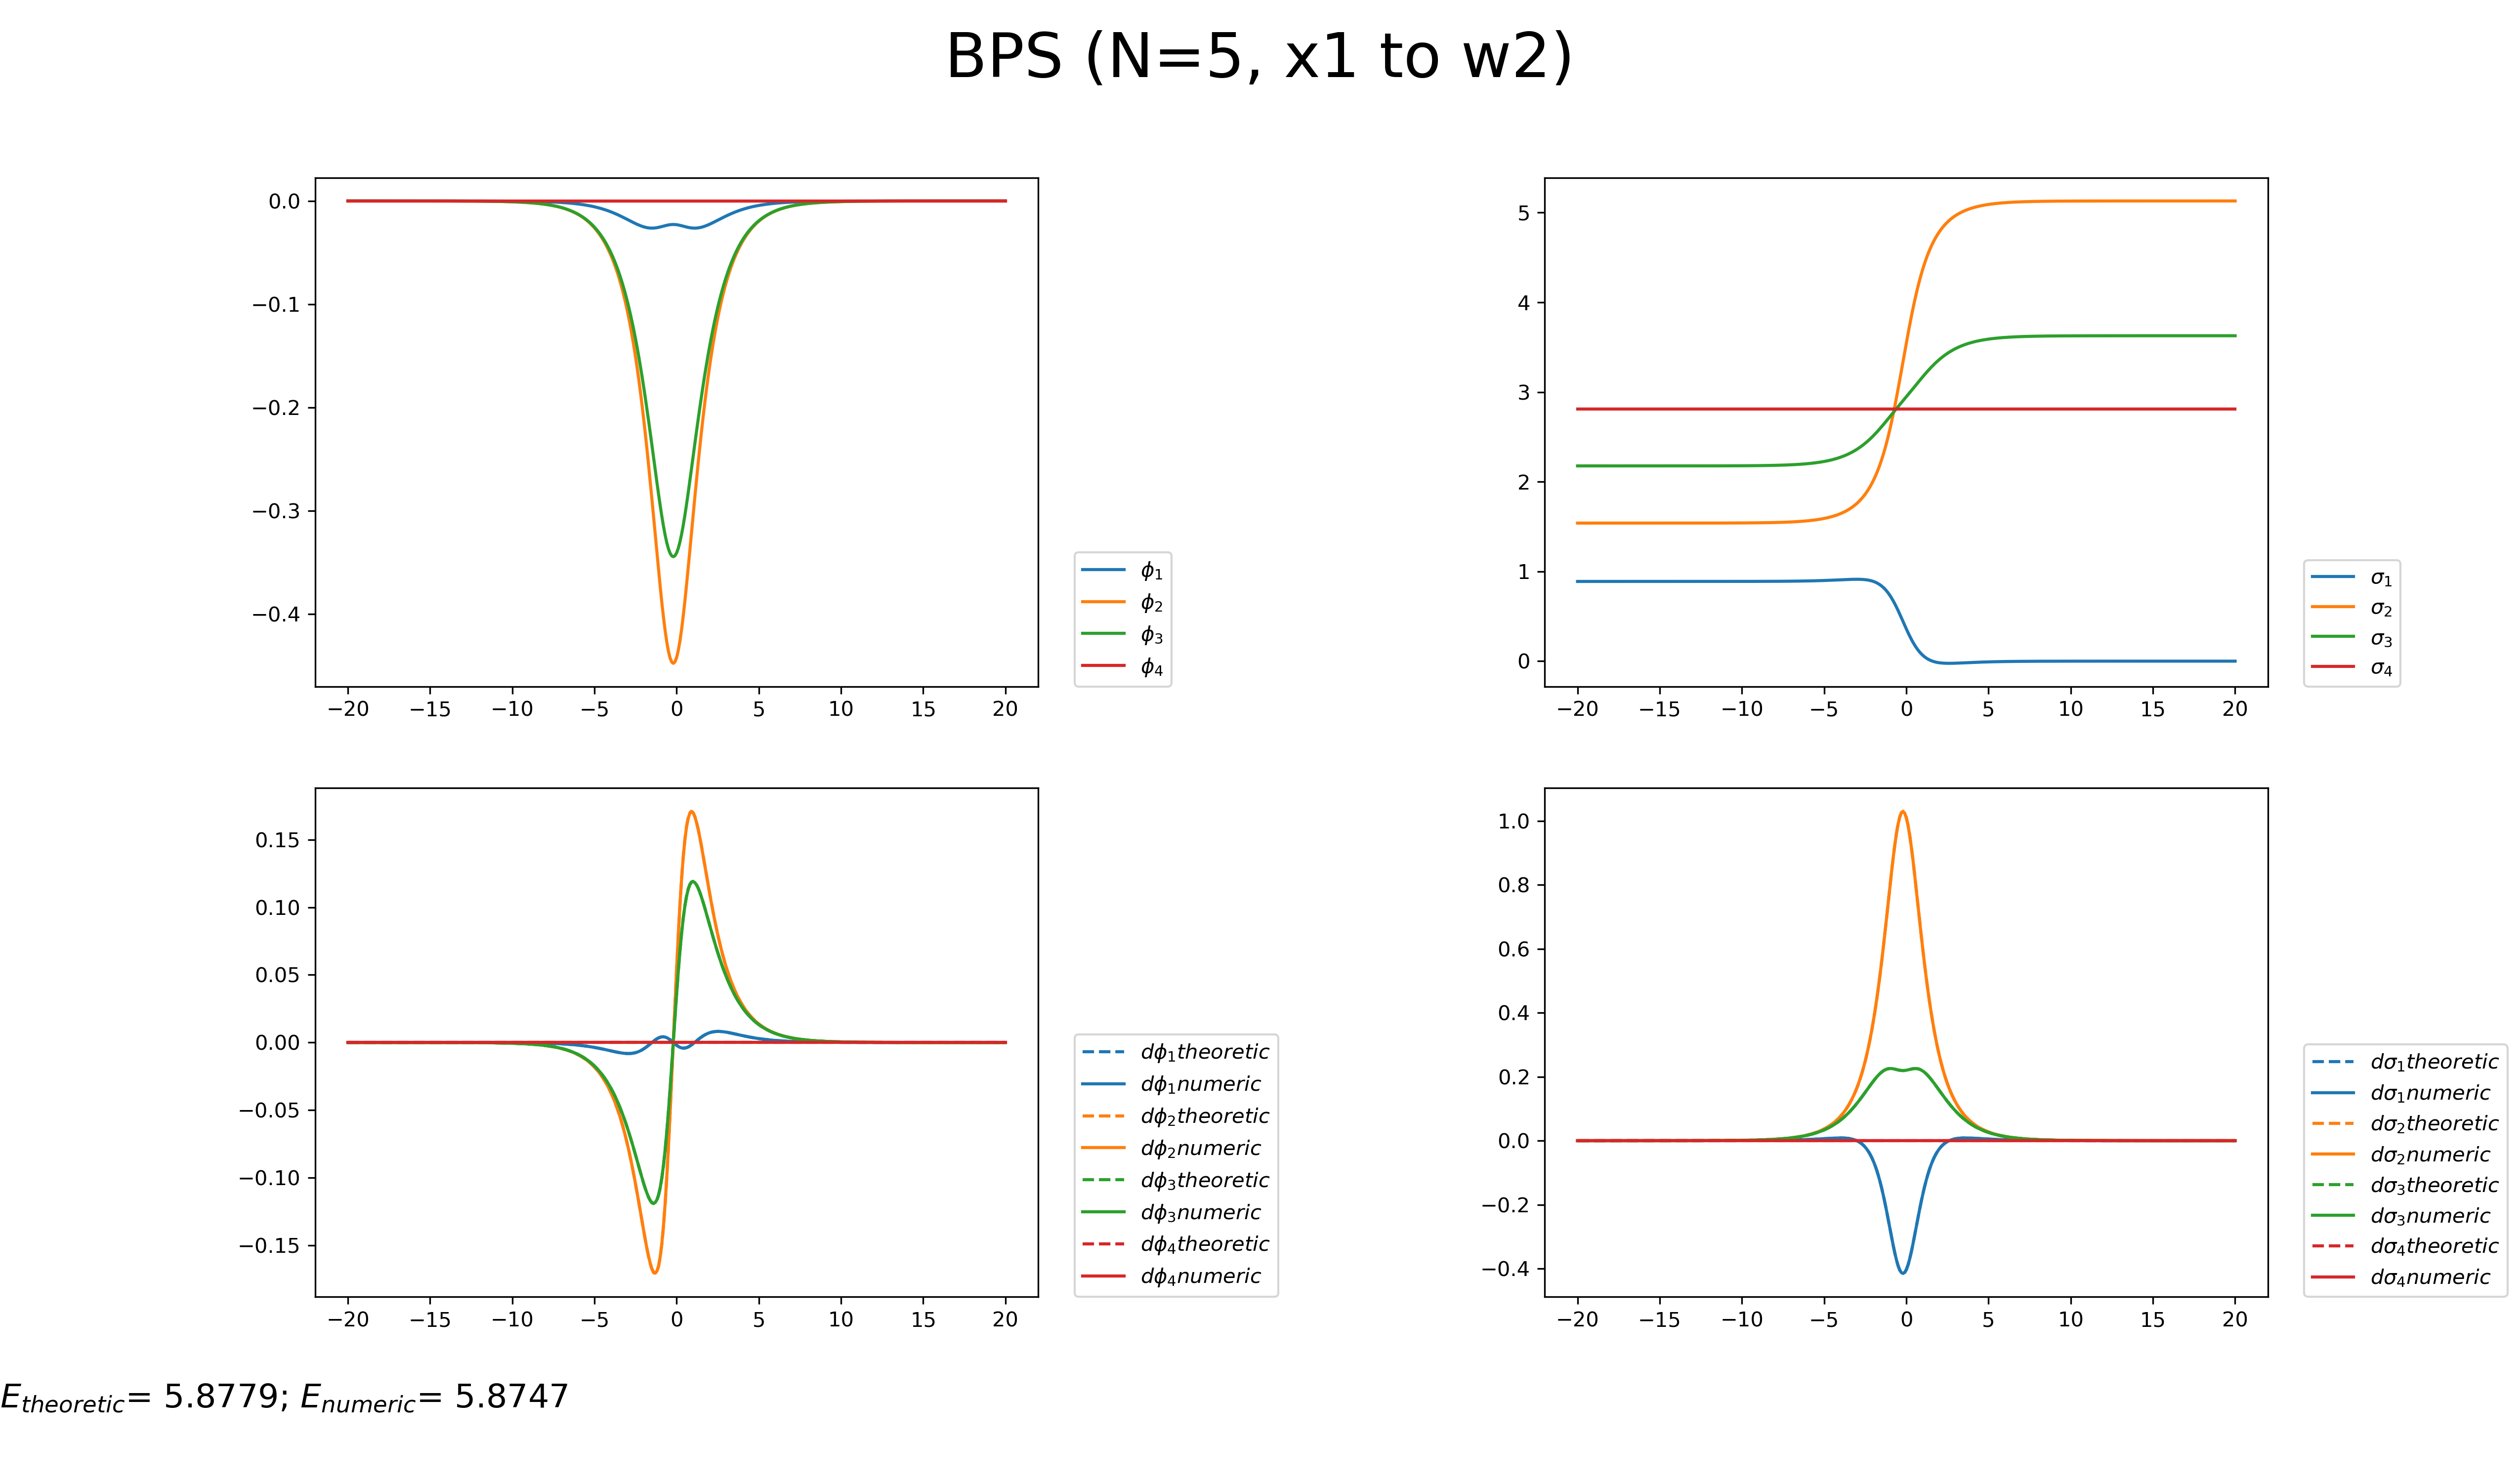 BPS (N=5, x1 to w2)
0.0
−0.1
−0.2
−0.3
−0.4
−20 −15 −10 −5 0 5 10 15 20
ϕ₁
ϕ₂
ϕ₃
ϕ₄
5
4
3
2
1
0
−20 −15 −10 −5 0 5 10 15 20
σ₁
σ₂
σ₃
σ₄
0.15
0.10
0.05
0.00
−0.05
−0.10
−0.15
−20 −15 −10 −5 0 5 10 15 20
dϕ₁theoretic
dϕ₁numeric
dϕ₂theoretic
dϕ₂numeric
dϕ₃theoretic
dϕ₃numeric
dϕ₄theoretic
dϕ₄numeric
1.0
0.8
0.6
0.4
0.2
0.0
−0.2
−0.4
−20 −15 −10 −5 0 5 10 15 20
dσ₁theoretic
dσ₁numeric
dσ₂theoretic
dσ₂numeric
dσ₃theoretic
dσ₃numeric
dσ₄theoretic
dσ₄numeric
E_theoretic= 5.8779; E_numeric= 5.8747